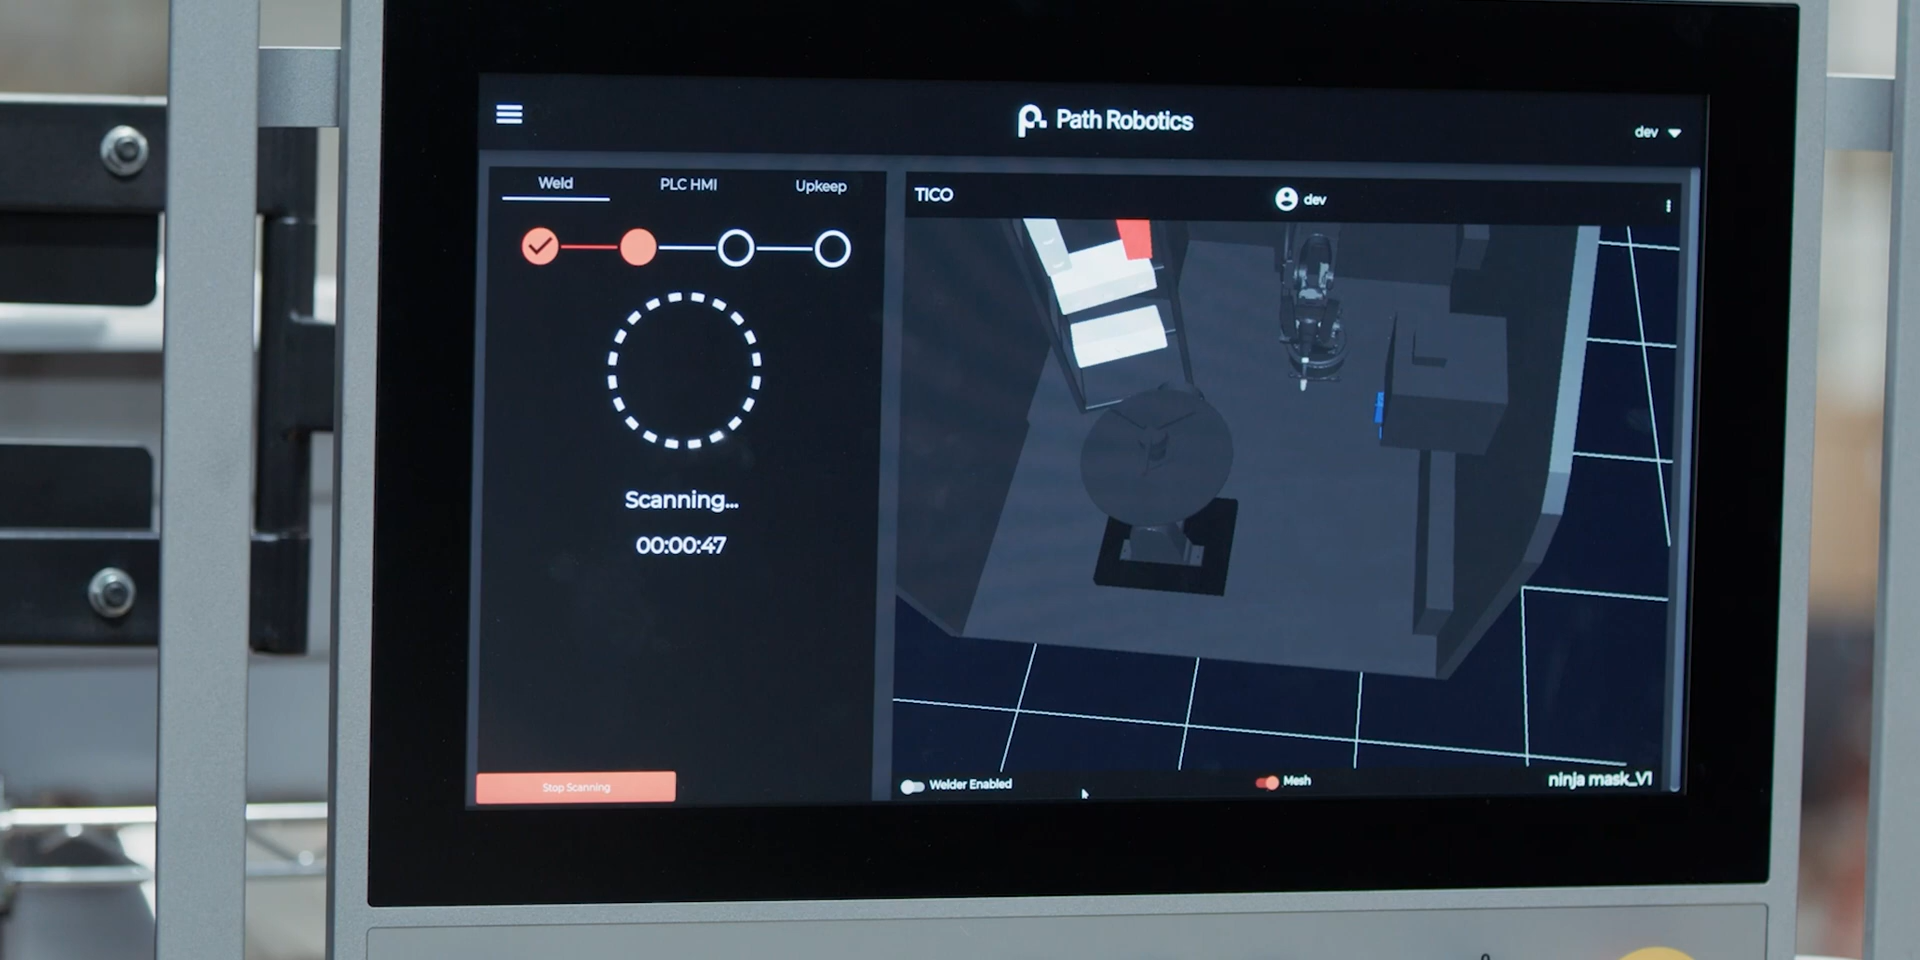 Path Robotics
dev
Weld
PLC HMI
Upkeep
Scanning...
00:00:47
Stop Scanning
TICO
dev
Welder Enabled
Mesh
ninja mask_V1